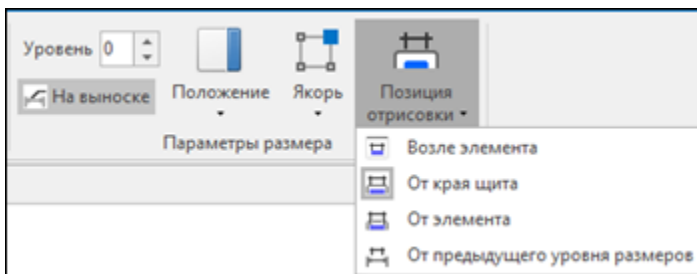 Уровень 0
На выноске
Положение
Якорь
Позиция
отрисовки
Параметры размера
Возле элемента
От края щита
От элемента
От предыдущего уровня размеров